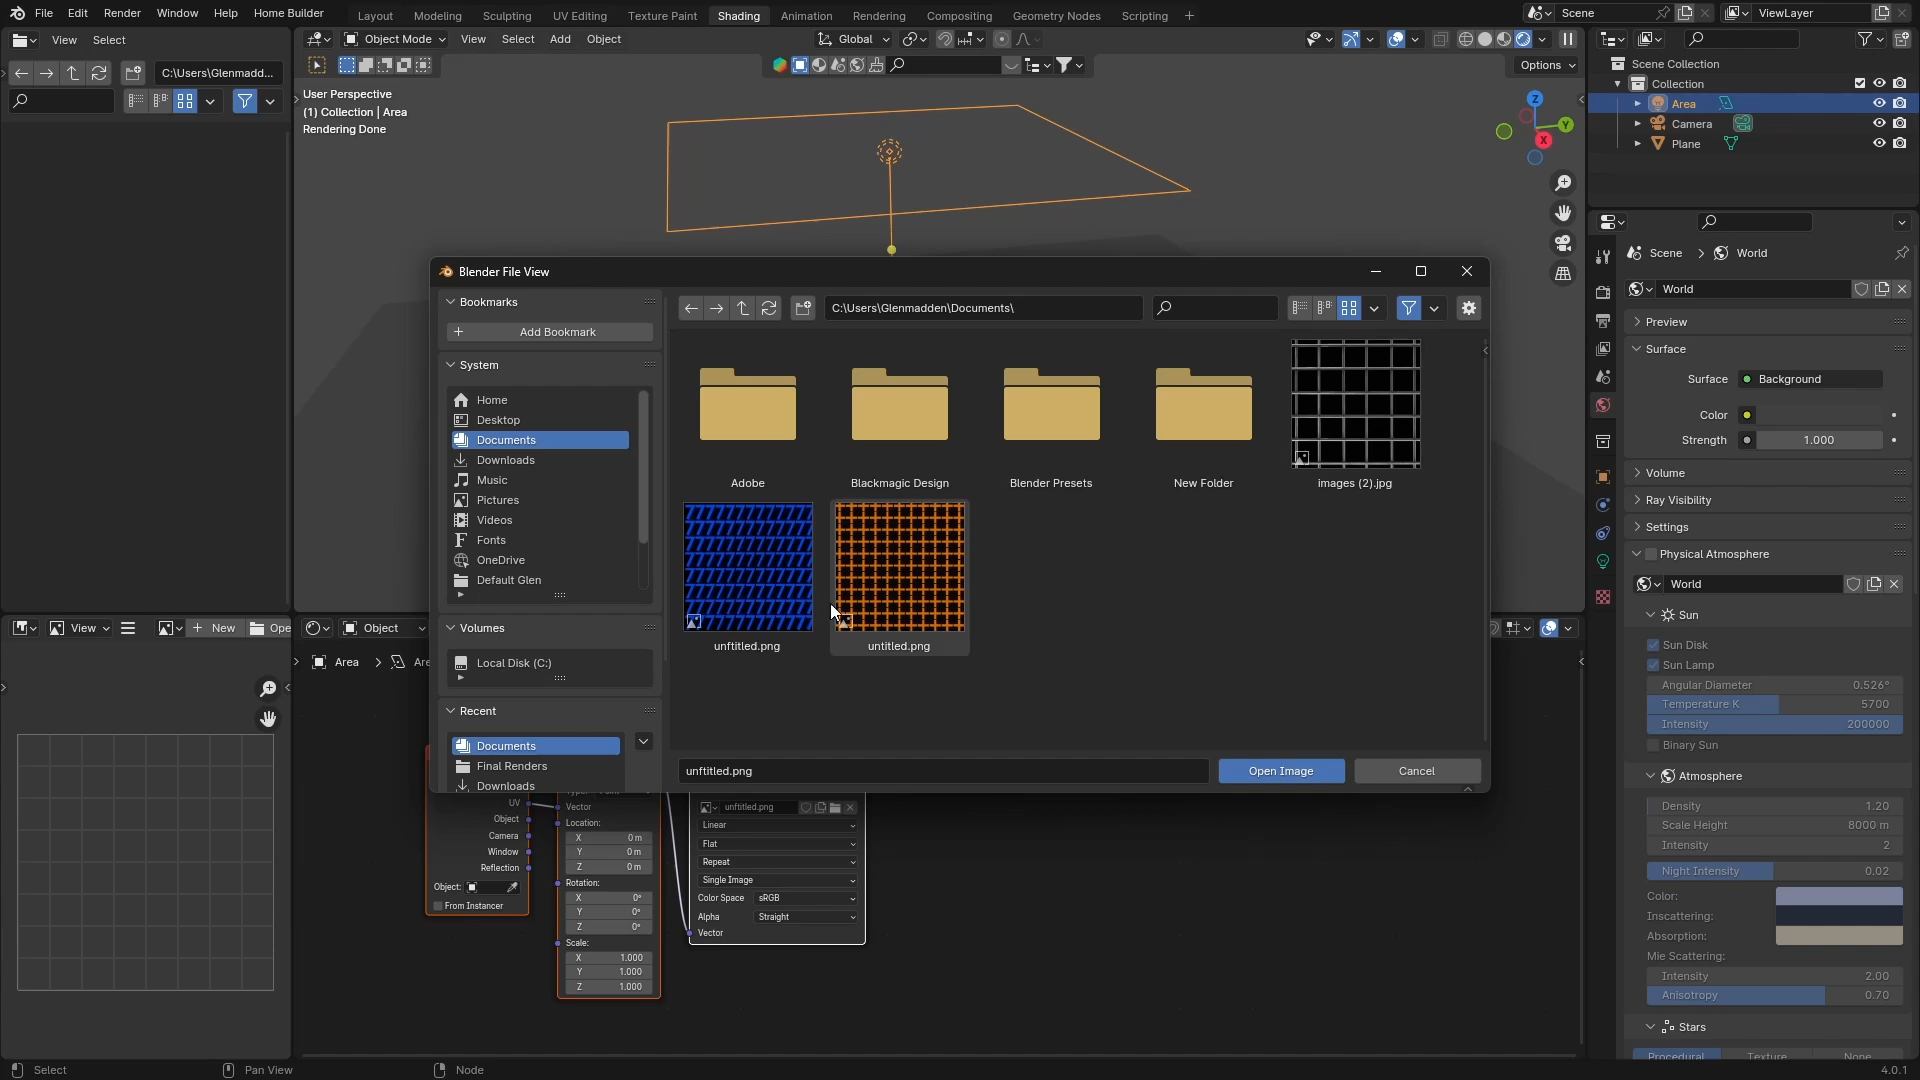 File Edit Render Window Help Home Builder Layout Modeling Sculpting UV Editing Texture Paint Shading Animation Rendering Compositing Geometry Nodes Scripting + Scene ViewLayer
View Select
C:\Users\Glenmadd...
Object Mode View Select Add Object Global
Options
User Perspective
(1) Collection | Area
Rendering Done
Z
Y
X
Scene Collection
Collection
Area
Camera
Plane
Blender File View
Bookmarks
Add Bookmark
System
Home
Desktop
Documents
Downloads
Music
Pictures
Videos
Fonts
OneDrive
Default Glen
Volumes
Local Disk (C:)
Recent
Documents
Final Renders
Downloads
C:\Users\Glenmadden\Documents\
Adobe
Blackmagic Design
Blender Presets
New Folder
images (2).jpg
unftitled.png
untitled.png
unftitled.png
Open Image
Cancel
View
New
Ope
Object
Area
Are
UV
Object
Camera
Window
Reflection
Object:
From Instancer
Vector
Location:
X 0 m
Y 0 m
Z 0 m
Rotation:
X 0°
Y 0°
Z 0°
Scale:
X 1.000
Y 1.000
Z 1.000
unftitled.png
Linear
Flat
Repeat
Single Image
Color Space sRGB
Alpha Straight
Vector
Scene World
World
Preview
Surface
Surface Background
Color
Strength 1.000
Volume
Ray Visibility
Settings
Physical Atmosphere
World
Sun
Sun Disk
Sun Lamp
Angular Diameter 0.526°
Temperature K 5700
Intensity 200000
Binary Sun
Atmosphere
Density 1.20
Scale Height 8000 m
Intensity 2
Night Intensity 0.02
Color:
Inscattering:
Absorption:
Mie Scattering:
Intensity 2.00
Anisotropy 0.70
Stars
Procedural Texture None
Select Pan View Node
4.0.1